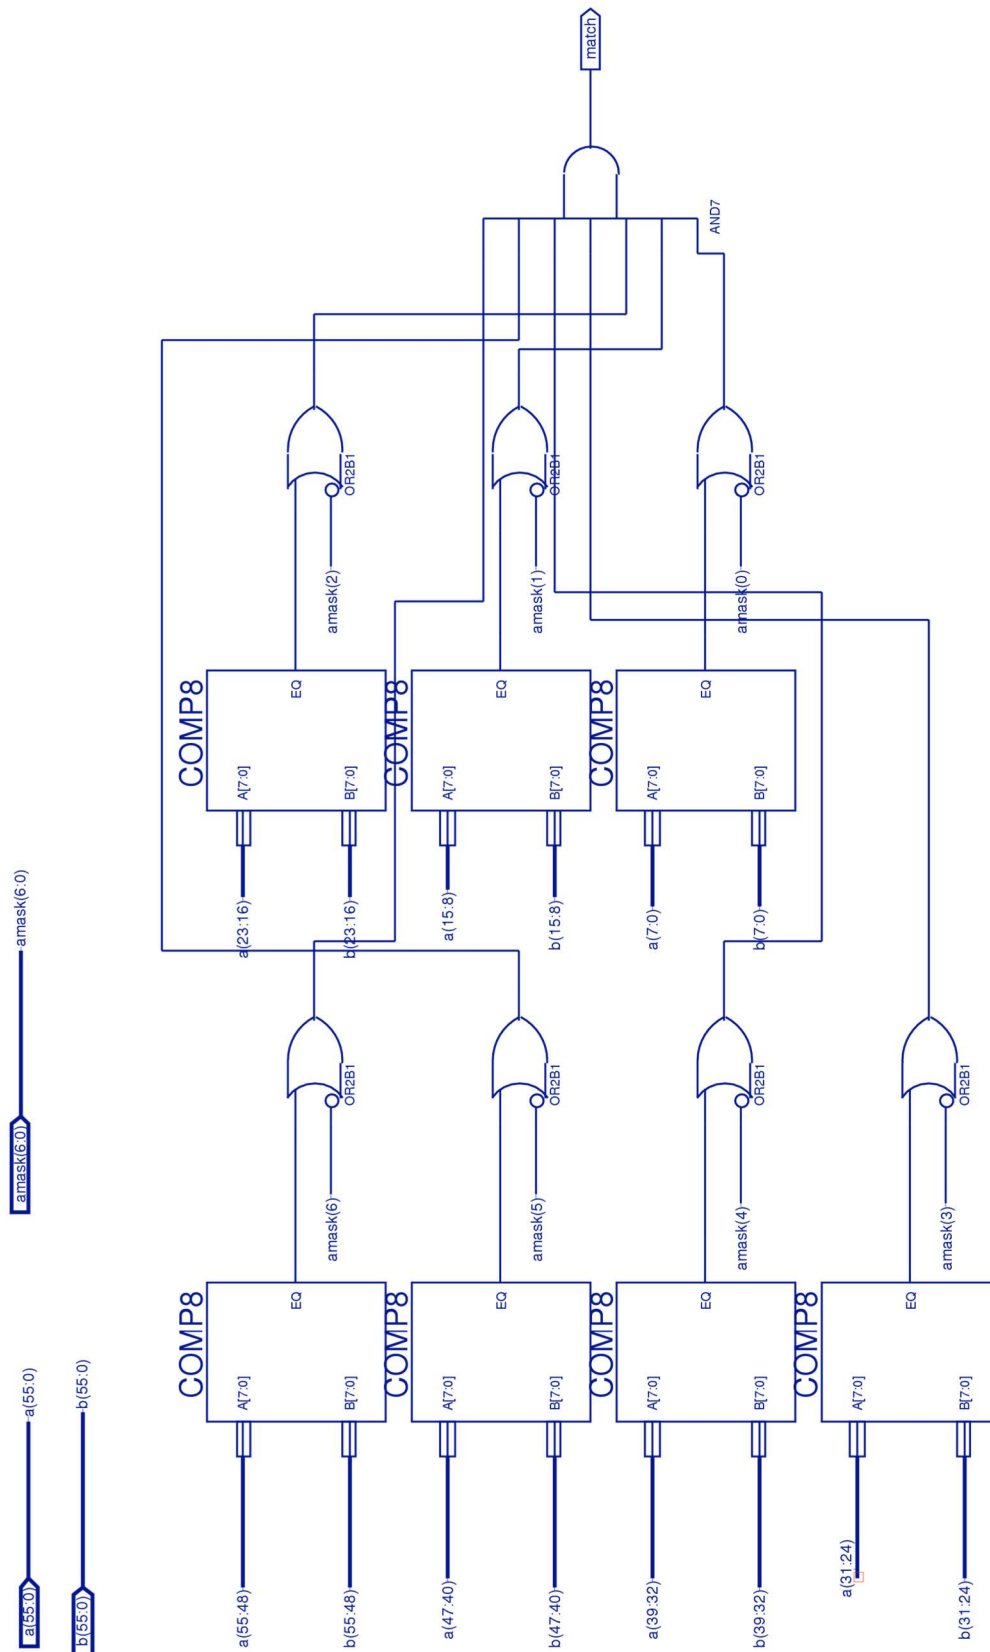 match
AND7
OR2B1
OR2B1
OR2B1
amask(2)
amask(1)
amask(0)
COMP8
EQ
A[7:0]
B[7:0]
COMP8
EQ
A[7:0]
B[7:0]
COMP8
EQ
A[7:0]
B[7:0]
a(23:16)
b(23:16)
a(15:8)
b(15:8)
a(7:0)
b(7:0)
amask(6:0)
amask(6:0)
OR2B1
OR2B1
OR2B1
OR2B1
amask(6)
amask(5)
amask(4)
amask(3)
COMP8
EQ
A[7:0]
B[7:0]
COMP8
EQ
A[7:0]
B[7:0]
COMP8
EQ
A[7:0]
B[7:0]
COMP8
EQ
A[7:0]
B[7:0]
a(55:0)
a(55:0)
b(55:0)
b(55:0)
a(55:48)
b(55:48)
a(47:40)
b(47:40)
a(39:32)
b(39:32)
a(31:24)
b(31:24)